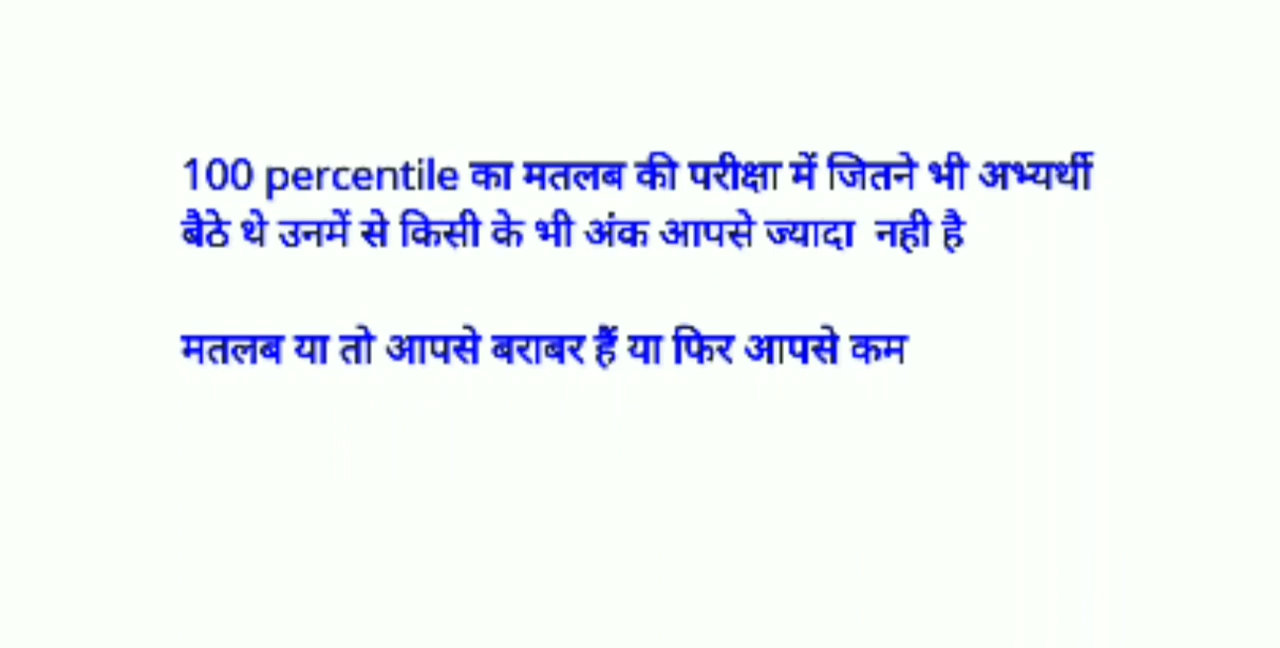 100 percentile का मतलब की परीक्षा में जितने भी अभ्यर्थी
बैठे थे उनमें से किसी के भी अंक आपसे ज्यादा नही है
मतलब या तो आपसे बराबर हैं या फिर आपसे कम